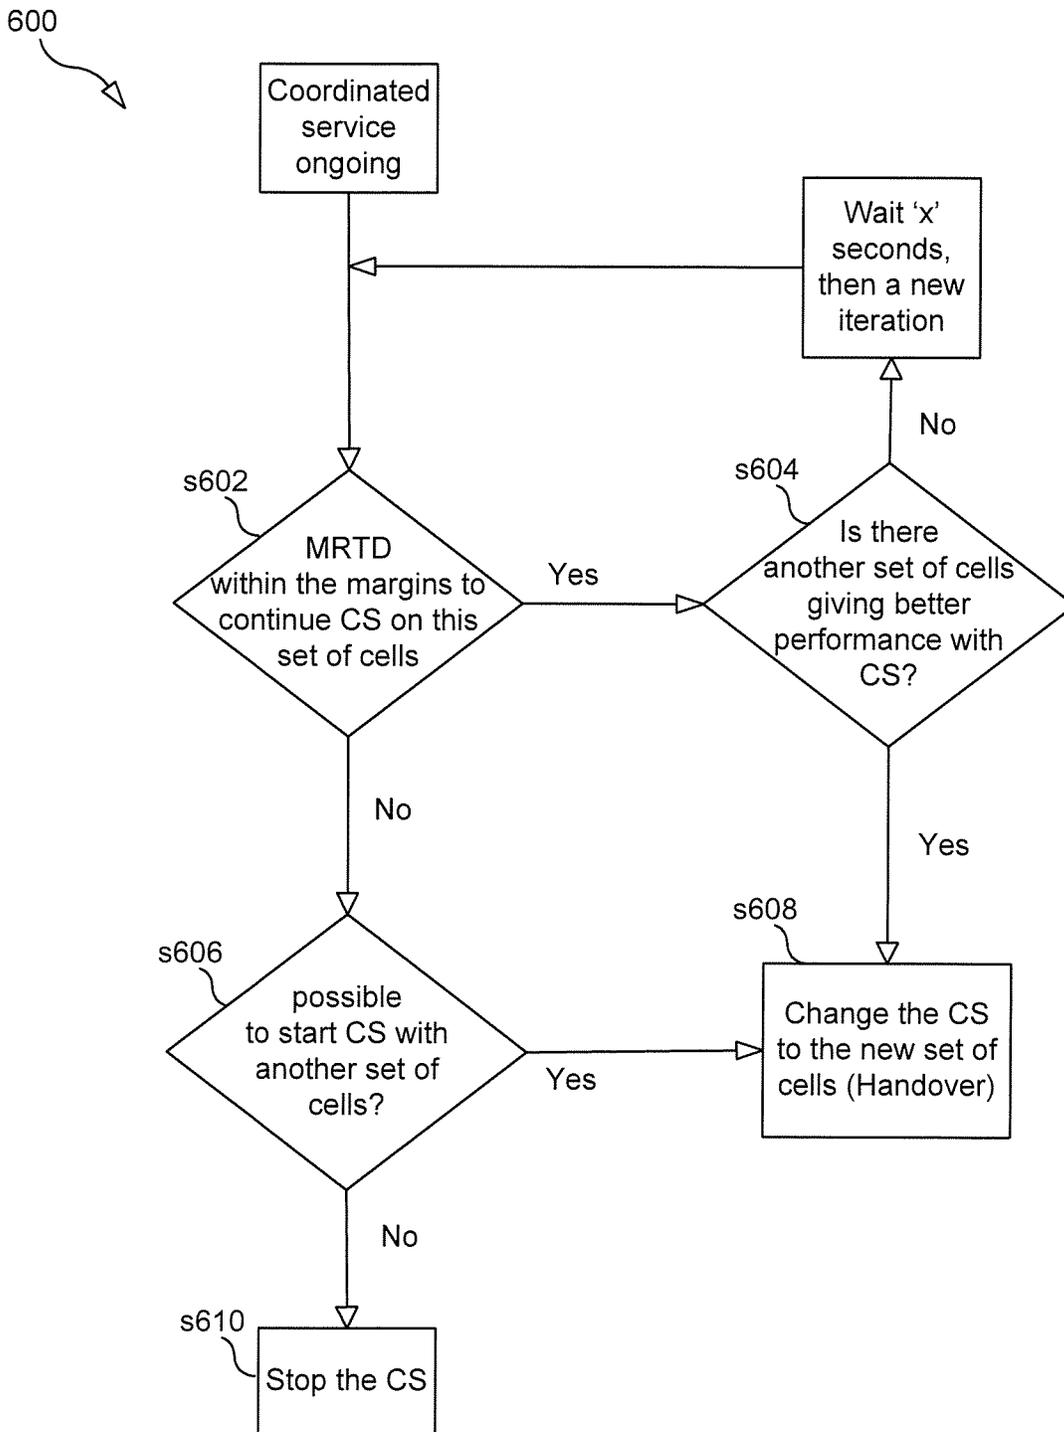 600
Coordinated
service
ongoing
Wait ‘x’
seconds,
then a new
iteration
No
s602
MRTD
within the margins to
continue CS on this
set of cells
Yes
s604
Is there
another set of cells
giving better
performance with
CS?
No
Yes
s606
possible
to start CS with
another set of
cells?
Yes
s608
Change the CS
to the new set of
cells (Handover)
No
s610
Stop the CS